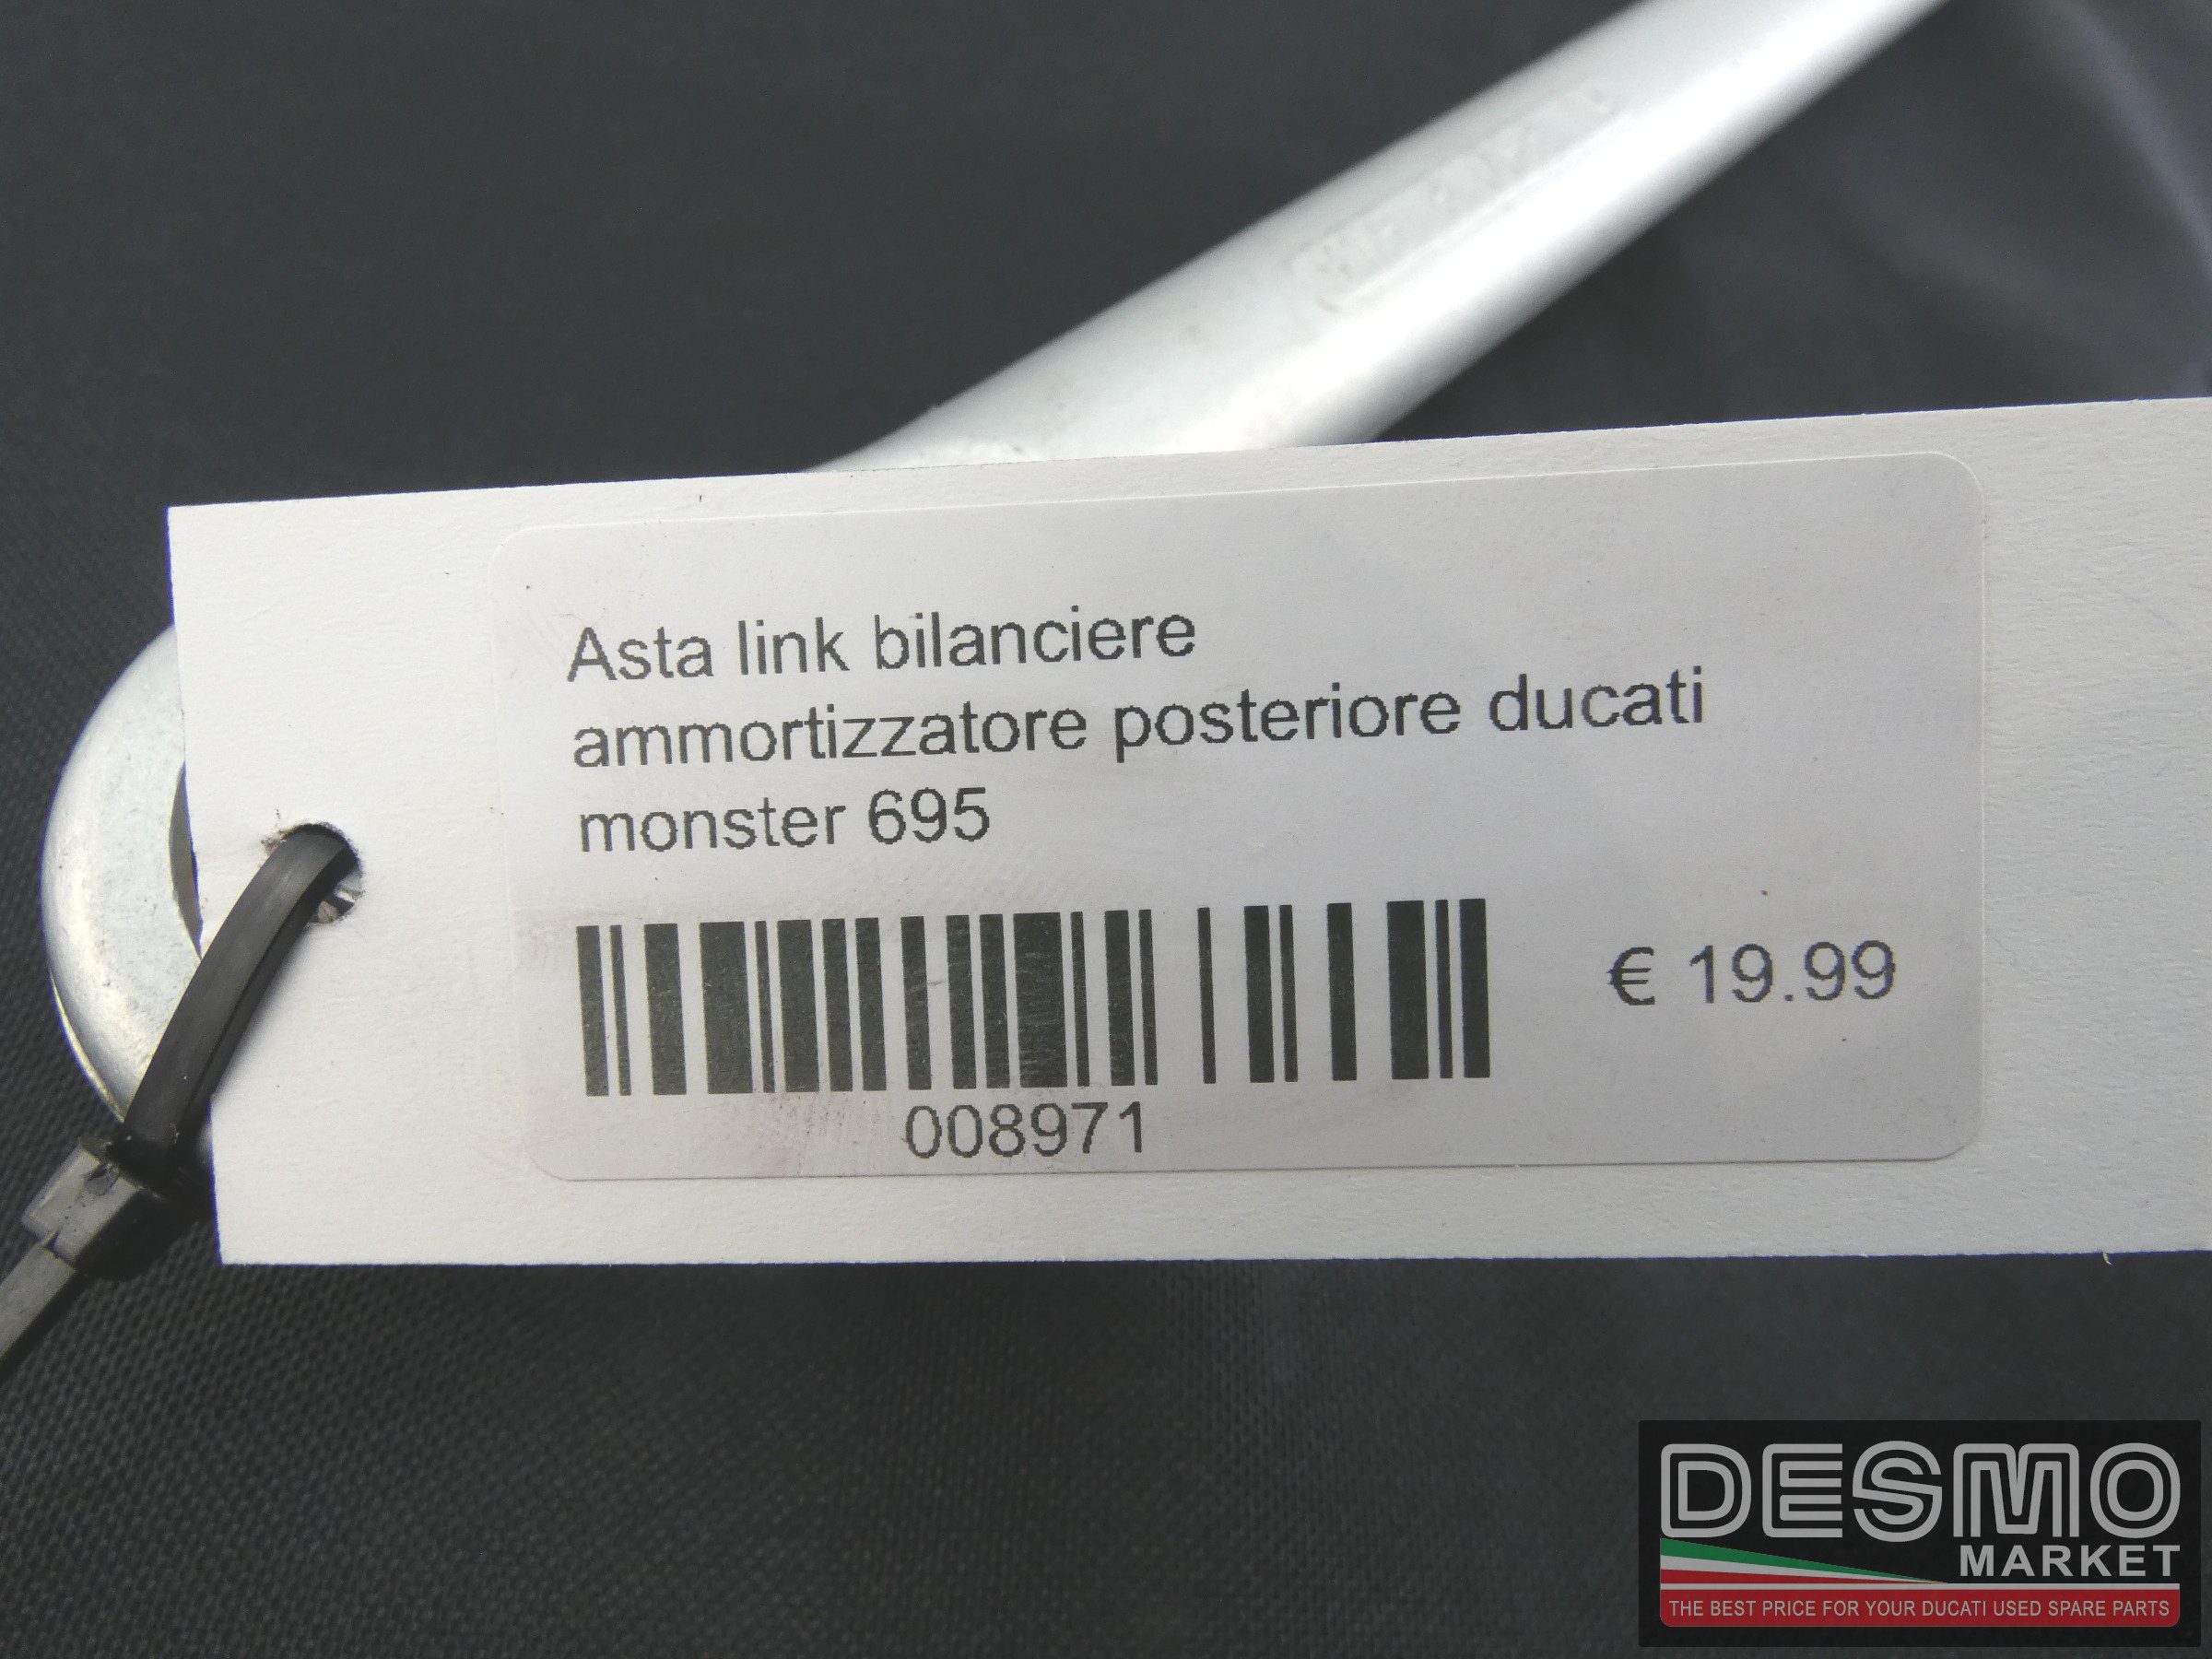 Asta link bilanciere
ammortizzatore posteriore ducati
monster 695
€ 19.99
008971
DESMO
MARKET
THE BEST PRICE FOR YOUR DUCATI USED SPARE PARTS